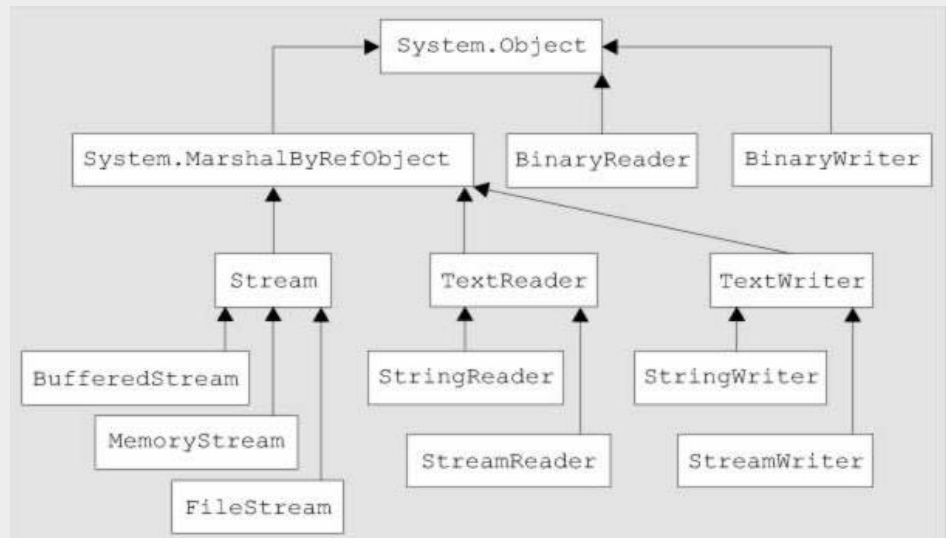 System.Object
System.MarshalByRefObject
BinaryReader
BinaryWriter
Stream
TextReader
TextWriter
BufferedStream
StringReader
StringWriter
MemoryStream
StreamReader
StreamWriter
FileStream